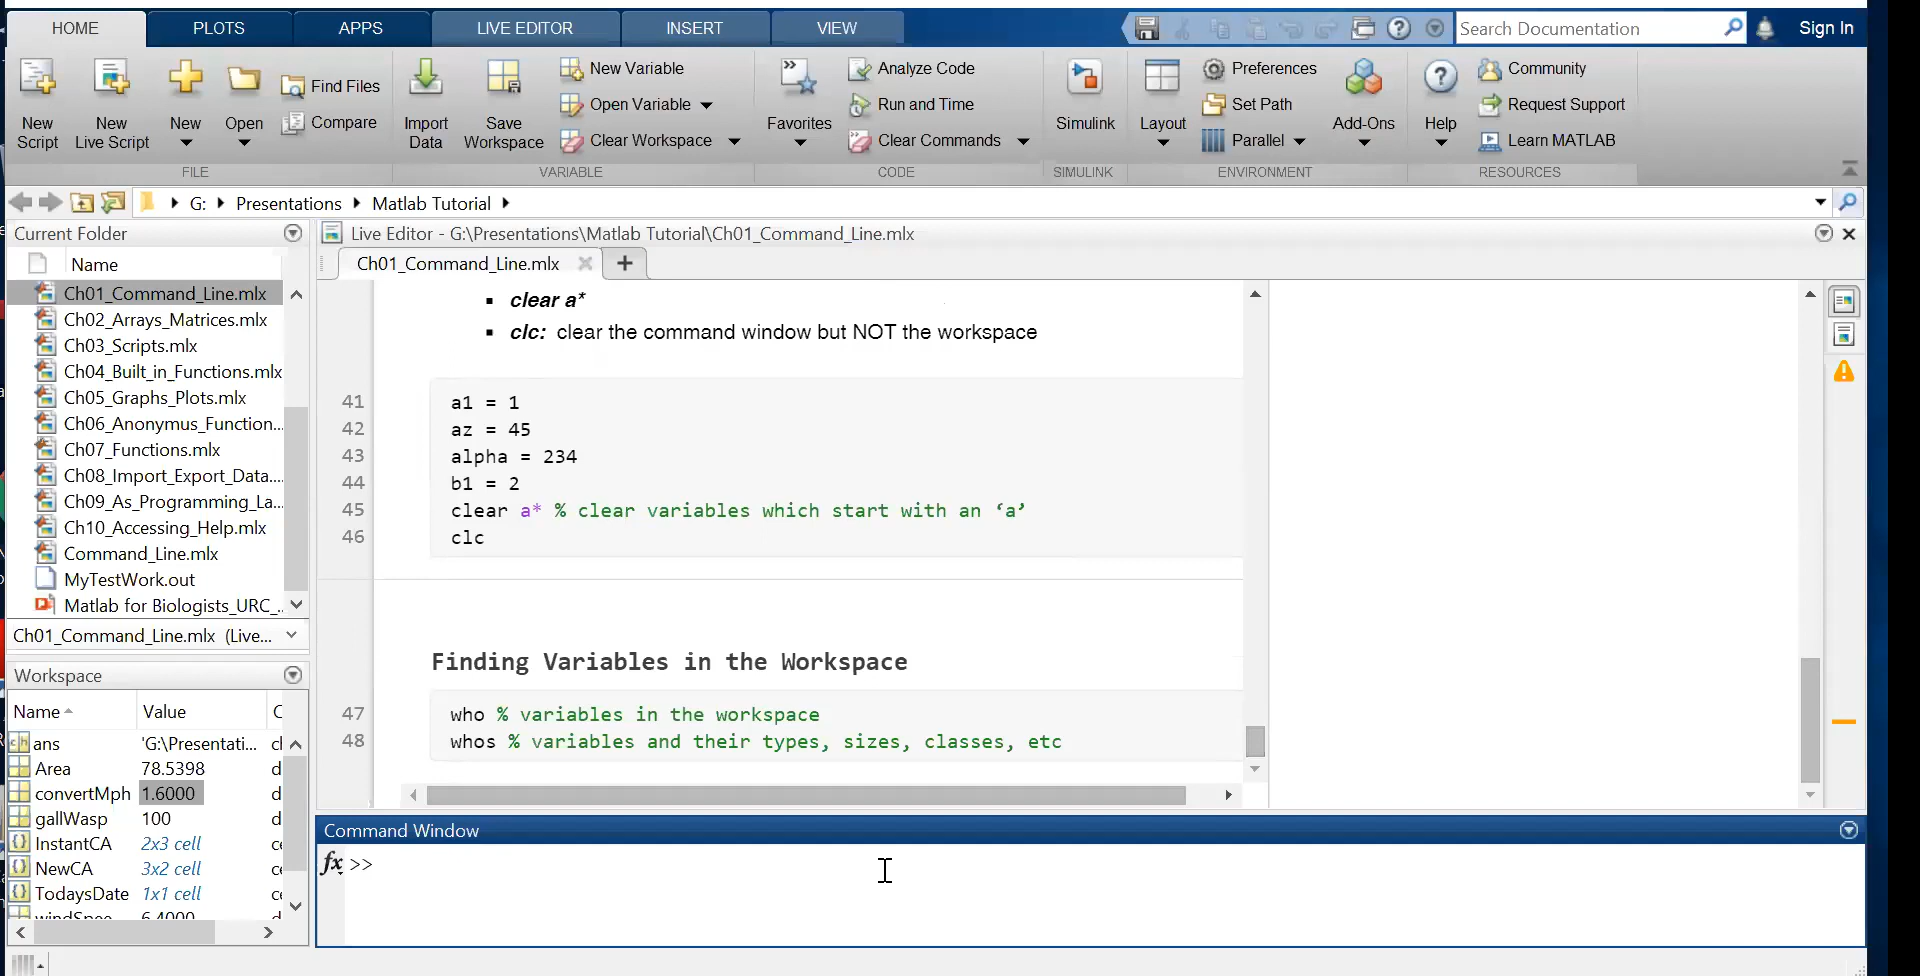 HOME PLOTS APPS LIVE EDITOR INSERT VIEW Search Documentation Sign In
New Script
New Live Script
New
Open
Find Files
Compare
FILE
Import Data
Save Workspace
New Variable
Open Variable
Clear Workspace
VARIABLE
Favorites
Analyze Code
Run and Time
Clear Commands
CODE
Simulink
SIMULINK
Layout
Preferences
Set Path
Parallel
Add-Ons
ENVIRONMENT
Help
Community
Request Support
Learn MATLAB
RESOURCES
G: Presentations Matlab Tutorial
Current Folder
Name
Ch01_Command_Line.mlx
Ch02_Arrays_Matrices.mlx
Ch03_Scripts.mlx
Ch04_Built_in_Functions.mlx
Ch05_Graphs_Plots.mlx
Ch06_Anonymus_Function...
Ch07_Functions.mlx
Ch08_Import_Export_Data....
Ch09_As_Programming_La...
Ch10_Accessing_Help.mlx
Command_Line.mlx
MyTestWork.out
Matlab for Biologists_URC_...
Ch01_Command_Line.mlx (Live...
Workspace
Name Value C
ans 'G:\Presentati... ch
Area 78.5398 d
convertMph 1.6000 d
gallWasp 100 d
InstantCA 2x3 cell ce
NewCA 3x2 cell ce
TodaysDate 1x1 cell ce
windSpee 6.4000 d
Live Editor - G:\Presentations\Matlab Tutorial\Ch01_Command_Line.mlx
Ch01_Command_Line.mlx
▪ clear a*
▪ clc: clear the command window but NOT the workspace
41 a1 = 1
42 az = 45
43 alpha = 234
44 b1 = 2
45 clear a* % clear variables which start with an ‘a’
46 clc
Finding Variables in the Workspace
47 who % variables in the workspace
48 whos % variables and their types, sizes, classes, etc
Command Window
fx >>